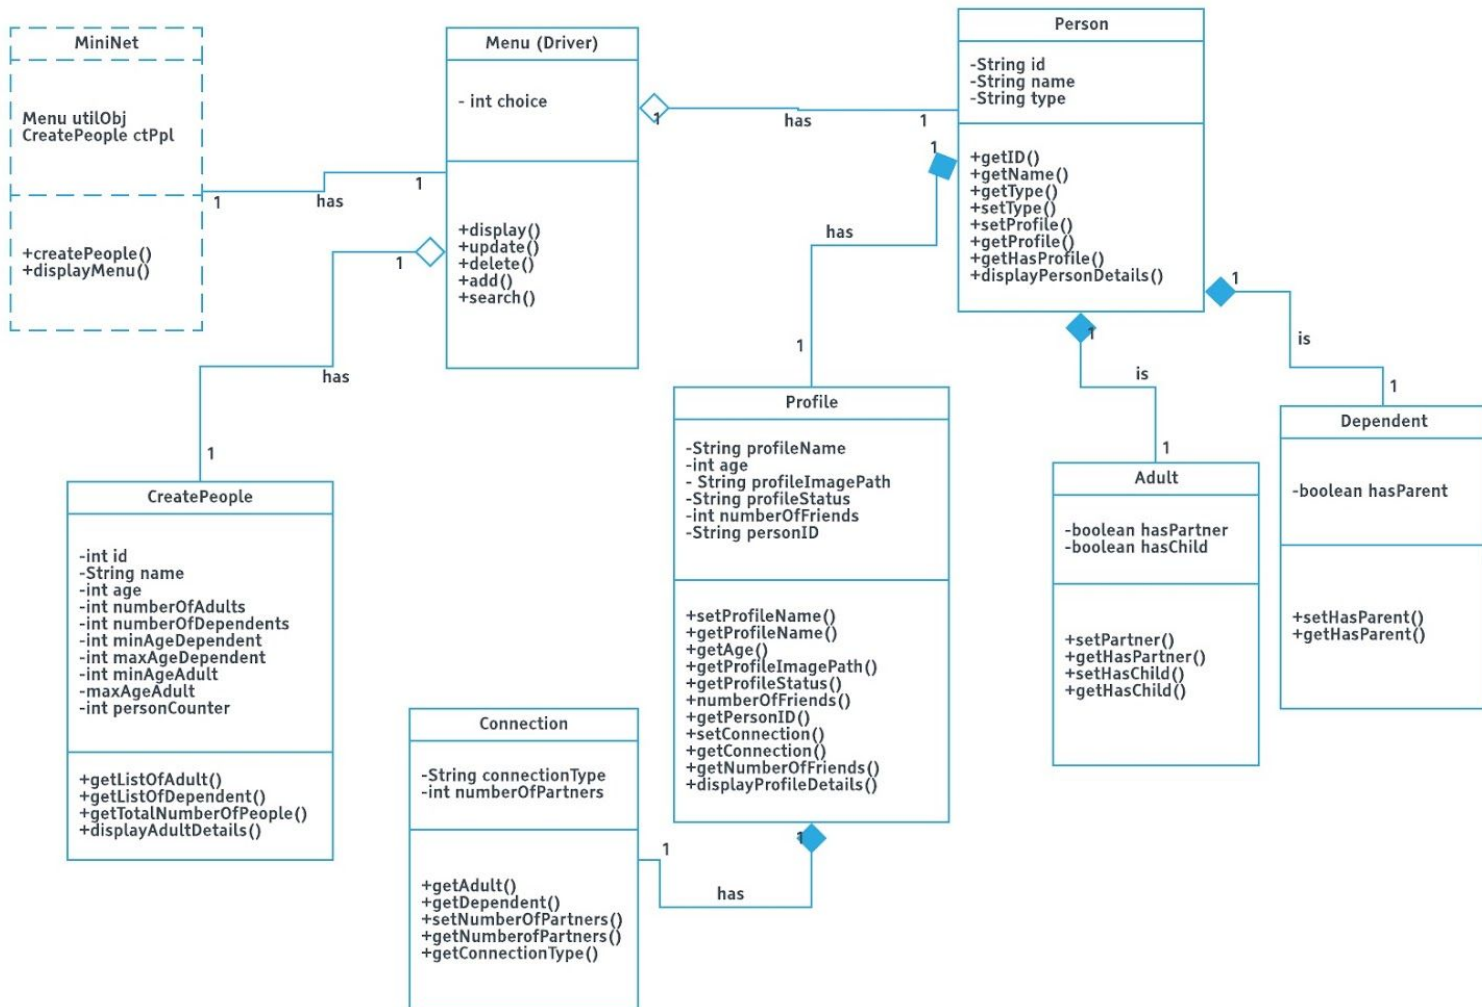 MiniNet
Menu utilObj
CreatePeople ctPpl
+createPeople()
+displayMenu()
1
has
1
Menu (Driver)
- int choice
+display()
+update()
+delete()
+add()
+search()
1
has
1
1
has
1
Person
-String id
-String name
-String type
+getID()
+getName()
+getType()
+setType()
+setProfile()
+getProfile()
+getHasProfile()
+displayPersonDetails()
1
has
1
1
is
1
1
is
1
CreatePeople
-int id
-String name
-int age
-int numberOfAdults
-int numberOfDependents
-int minAgeDependent
-int maxAgeDependent
-int minAgeAdult
-maxAgeAdult
-int personCounter
+getListOfAdult()
+getListOfDependent()
+getTotalNumberOfPeople()
+displayAdultDetails()
Profile
-String profileName
-int age
- String profileImagePath
-String profileStatus
-int numberOfFriends
-String personID
+setProfileName()
+getProfileName()
+getAge()
+getProfileImagePath()
+getProfileStatus()
+numberOfFriends()
+getPersonID()
+setConnection()
+getConnection()
+getNumberOfFriends()
+displayProfileDetails()
1
has
1
Adult
-boolean hasPartner
-boolean hasChild
+setPartner()
+getHasPartner()
+setHasChild()
+getHasChild()
Dependent
-boolean hasParent
+setHasParent()
+getHasParent()
Connection
-String connectionType
-int numberOfPartners
+getAdult()
+getDependent()
+setNumberOfPartners()
+getNumberofPartners()
+getConnectionType()